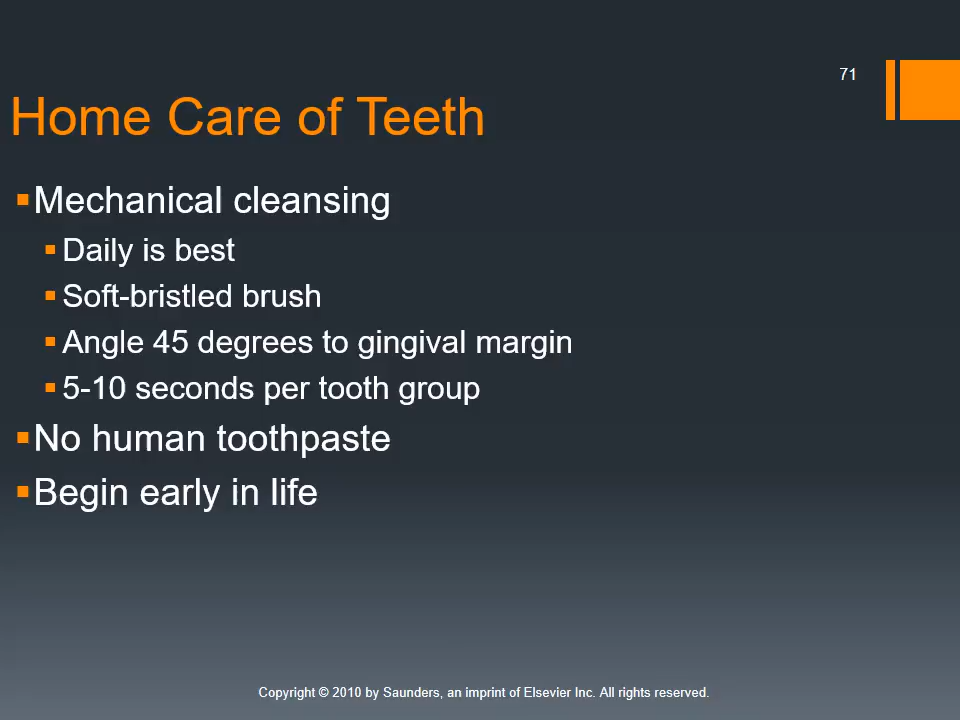 71
Home Care of Teeth
Mechanical cleansing
Daily is best
Soft-bristled brush
Angle 45 degrees to gingival margin
5-10 seconds per tooth group
No human toothpaste
Begin early in life
Copyright © 2010 by Saunders, an imprint of Elsevier Inc. All rights reserved.